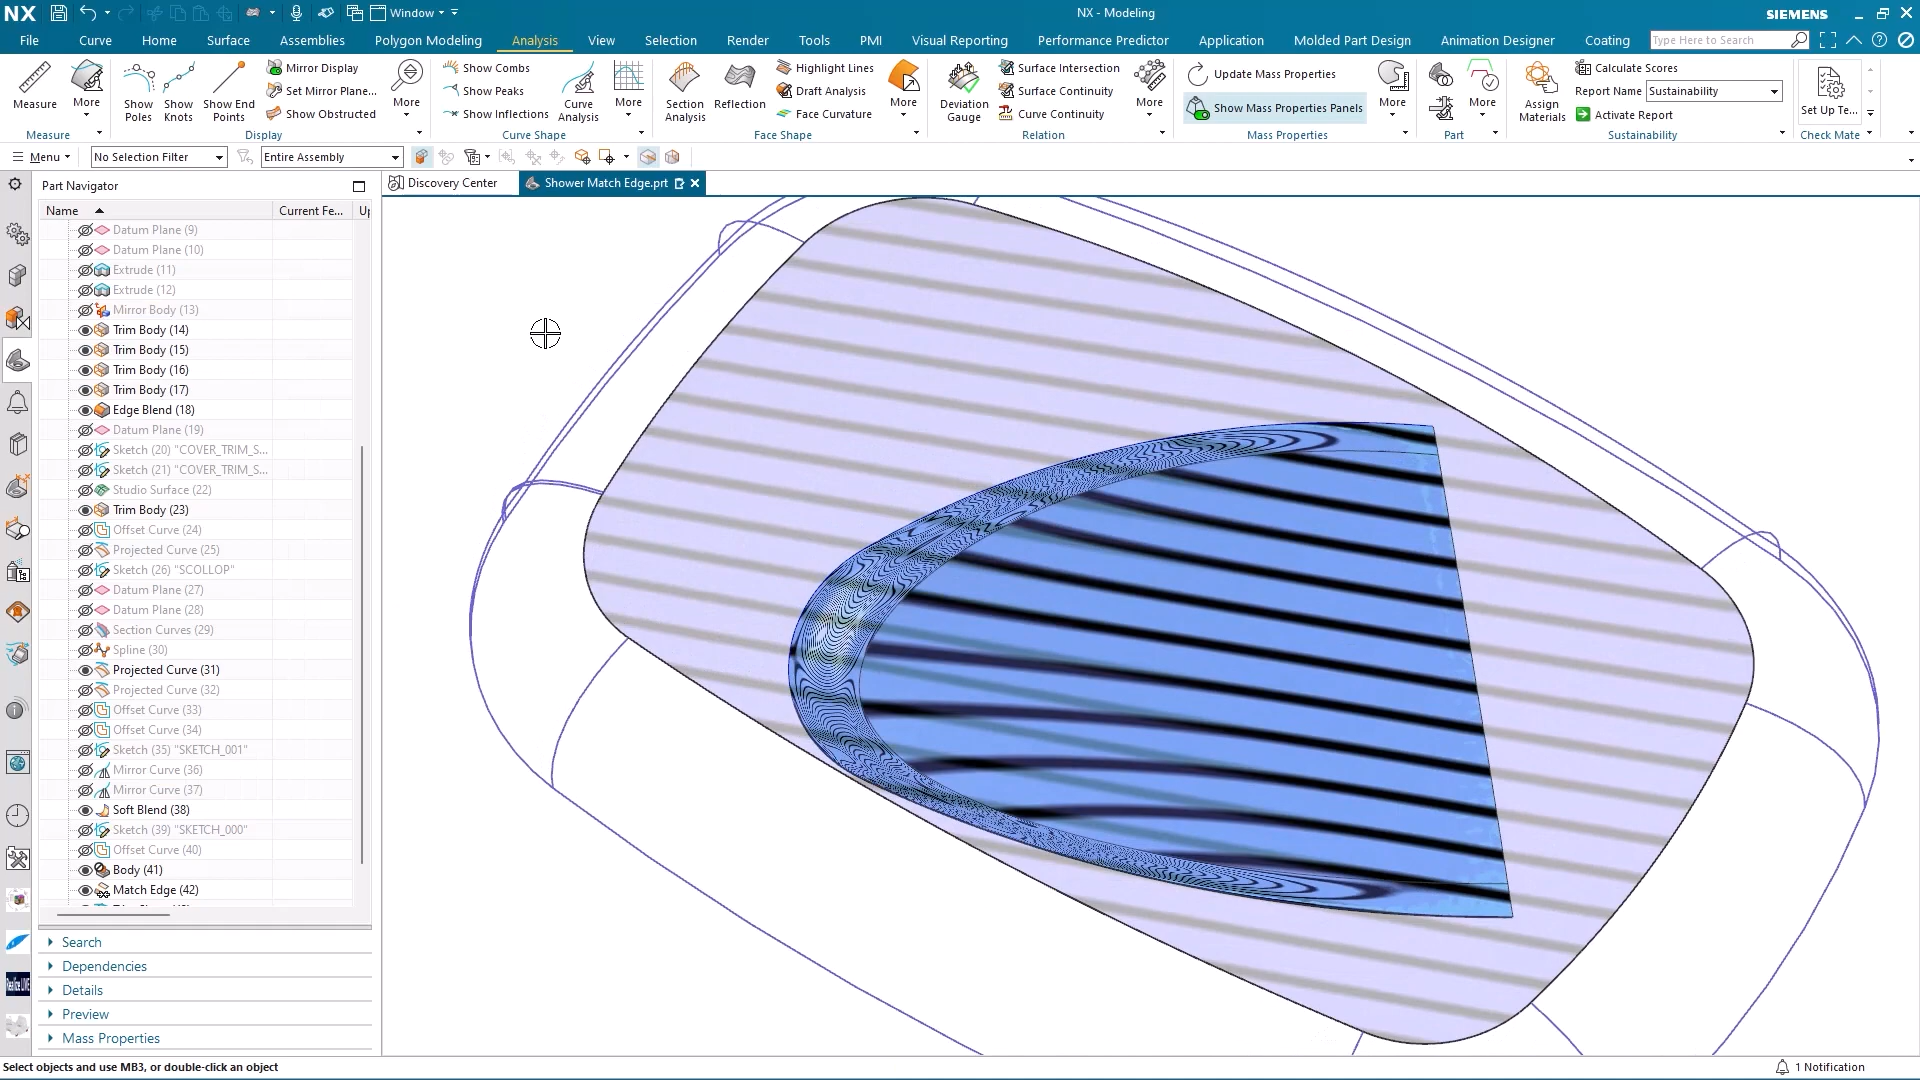 NX
Window
NX - Modeling
SIEMENS
File
Curve
Home
Surface
Assemblies
Polygon Modeling
Analysis
View
Selection
Render
Tools
PMI
Visual Reporting
Performance Predictor
Application
Molded Part Design
Animation Designer
Coating
Type Here to Search
Measure
More
Measure
Show Poles
Show Knots
Show End Points
Mirror Display
Set Mirror Plane...
Show Obstructed
More
Display
Show Combs
Show Peaks
Show Inflections
Curve Analysis
More
Curve Shape
Section Analysis
Reflection
Highlight Lines
Draft Analysis
Face Curvature
More
Face Shape
Deviation Gauge
Surface Intersection
Surface Continuity
Curve Continuity
More
Relation
Update Mass Properties
Show Mass Properties Panels
More
Mass Properties
More
Part
Assign Materials
Calculate Scores
Report Name
Sustainability
Activate Report
Sustainability
Set Up Te...
Check Mate
Menu
No Selection Filter
Entire Assembly
Part Navigator
Discovery Center
Shower Match Edge.prt
Name
Current Fe...
Datum Plane (9)
Datum Plane (10)
Extrude (11)
Extrude (12)
Mirror Body (13)
Trim Body (14)
Trim Body (15)
Trim Body (16)
Trim Body (17)
Edge Blend (18)
Datum Plane (19)
Sketch (20) "COVER_TRIM_S...
Sketch (21) "COVER_TRIM_S...
Studio Surface (22)
Trim Body (23)
Offset Curve (24)
Projected Curve (25)
Sketch (26) "SCOLLOP"
Datum Plane (27)
Datum Plane (28)
Section Curves (29)
Spline (30)
Projected Curve (31)
Projected Curve (32)
Offset Curve (33)
Offset Curve (34)
Sketch (35) "SKETCH_001"
Mirror Curve (36)
Mirror Curve (37)
Soft Blend (38)
Sketch (39) "SKETCH_000"
Offset Curve (40)
Body (41)
Match Edge (42)
Search
Dependencies
Details
Preview
Mass Properties
Select objects and use MB3, or double-click an object
1 Notification